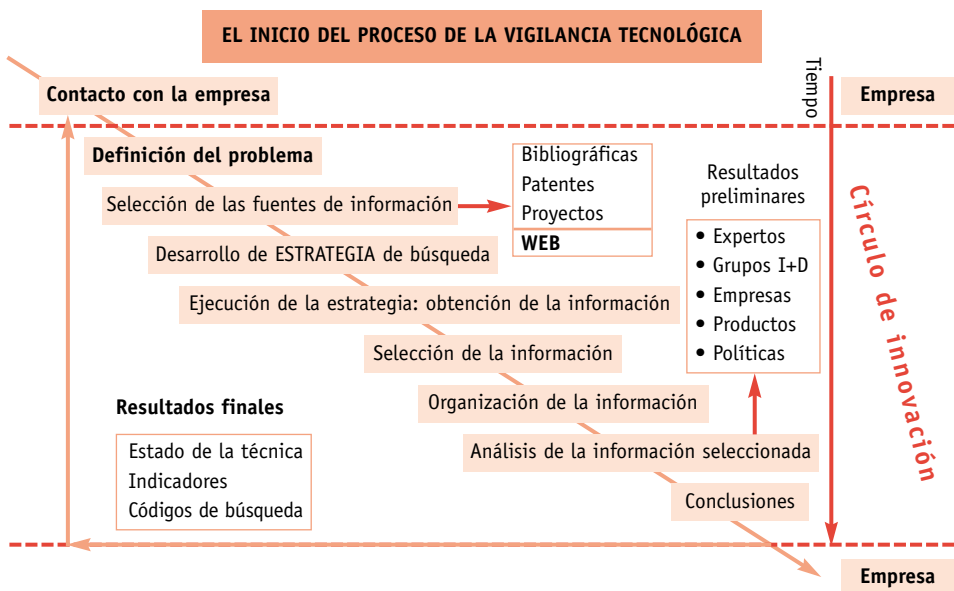 EL INICIO DEL PROCESO DE LA VIGILANCIA TECNOLÓGICA
Tiempo
Contacto con la empresa
Empresa
Definición del problema
Selección de las fuentes de información
Bibliográficas
Patentes
Proyectos
WEB
Resultados
preliminares
• Expertos
• Grupos I+D
• Empresas
• Productos
• Políticas
Círculo de innovación
Desarrollo de ESTRATEGIA de búsqueda
Ejecución de la estrategia: obtención de la información
Selección de la información
Organización de la información
Análisis de la información seleccionada
Conclusiones
Resultados finales
Estado de la técnica
Indicadores
Códigos de búsqueda
Empresa